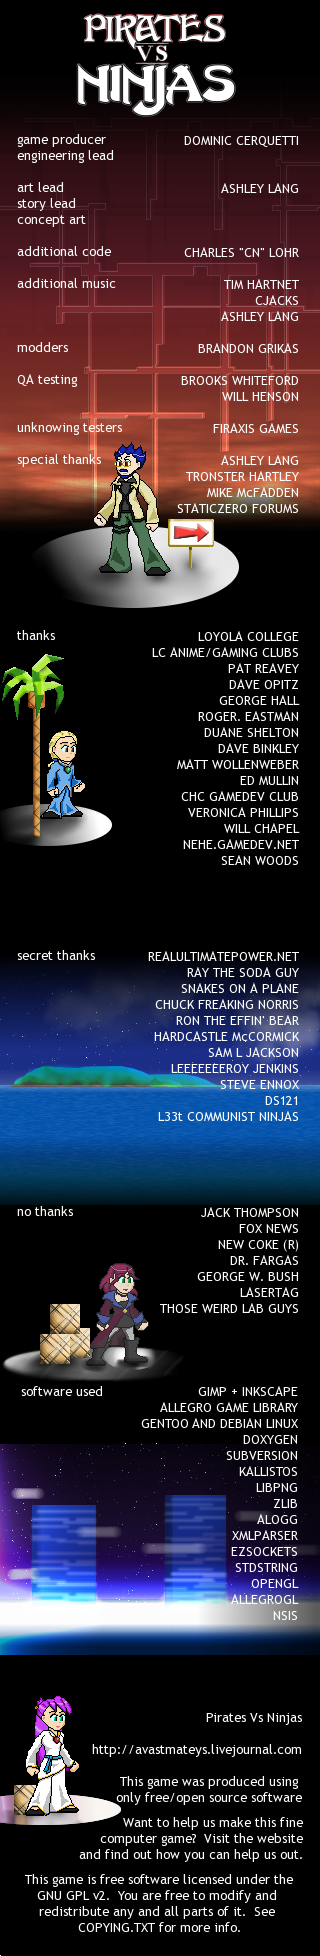 PIRATES
VS
NINJAS
game producer DOMINIC CERQUETTI
engineering lead
art lead ASHLEY LANG
story lead
concept art
additional code CHARLES "CN" LOHR
additional music TIM HARTNET
CJACKS
ASHLEY LANG
modders BRANDON GRIKAS
QA testing BROOKS WHITEFORD
WILL HENSON
unknowing testers FIRAXIS GAMES
special thanks ASHLEY LANG
TRONSTER HARTLEY
MIKE McFADDEN
STATICZERO FORUMS
thanks LOYOLA COLLEGE
LC ANIME/GAMING CLUBS
PAT REAVEY
DAVE OPITZ
GEORGE HALL
ROGER. EASTMAN
DUANE SHELTON
DAVE BINKLEY
MATT WOLLENWEBER
ED MULLIN
CHC GAMEDEV CLUB
VERONICA PHILLIPS
WILL CHAPEL
NEHE.GAMEDEV.NET
SEAN WOODS
secret thanks REALULTIMATEPOWER.NET
RAY THE SODA GUY
SNAKES ON A PLANE
CHUCK FREAKING NORRIS
RON THE EFFIN' BEAR
HARDCASTLE McCORMICK
SAM L JACKSON
LEEEEEEEROY JENKINS
STEVE ENNOX
DS121
L33t COMMUNIST NINJAS
no thanks JACK THOMPSON
FOX NEWS
NEW COKE (R)
DR. FARGAS
GEORGE W. BUSH
LASERTAG
THOSE WEIRD LAB GUYS
software used GIMP + INKSCAPE
ALLEGRO GAME LIBRARY
GENTOO AND DEBIAN LINUX
DOXYGEN
SUBVERSION
KALLISTOS
LIBPNG
ZLIB
ALOGG
XMLPARSER
EZSOCKETS
STDSTRING
OPENGL
ALLEGROGL
NSIS
Pirates Vs Ninjas
http://avastmateys.livejournal.com
This game was produced using
only free/open source software
Want to help us make this fine
computer game? Visit the website
and find out how you can help us out.
This game is free software licensed under the
GNU GPL v2. You are free to modify and
redistribute any and all parts of it. See
COPYING.TXT for more info.